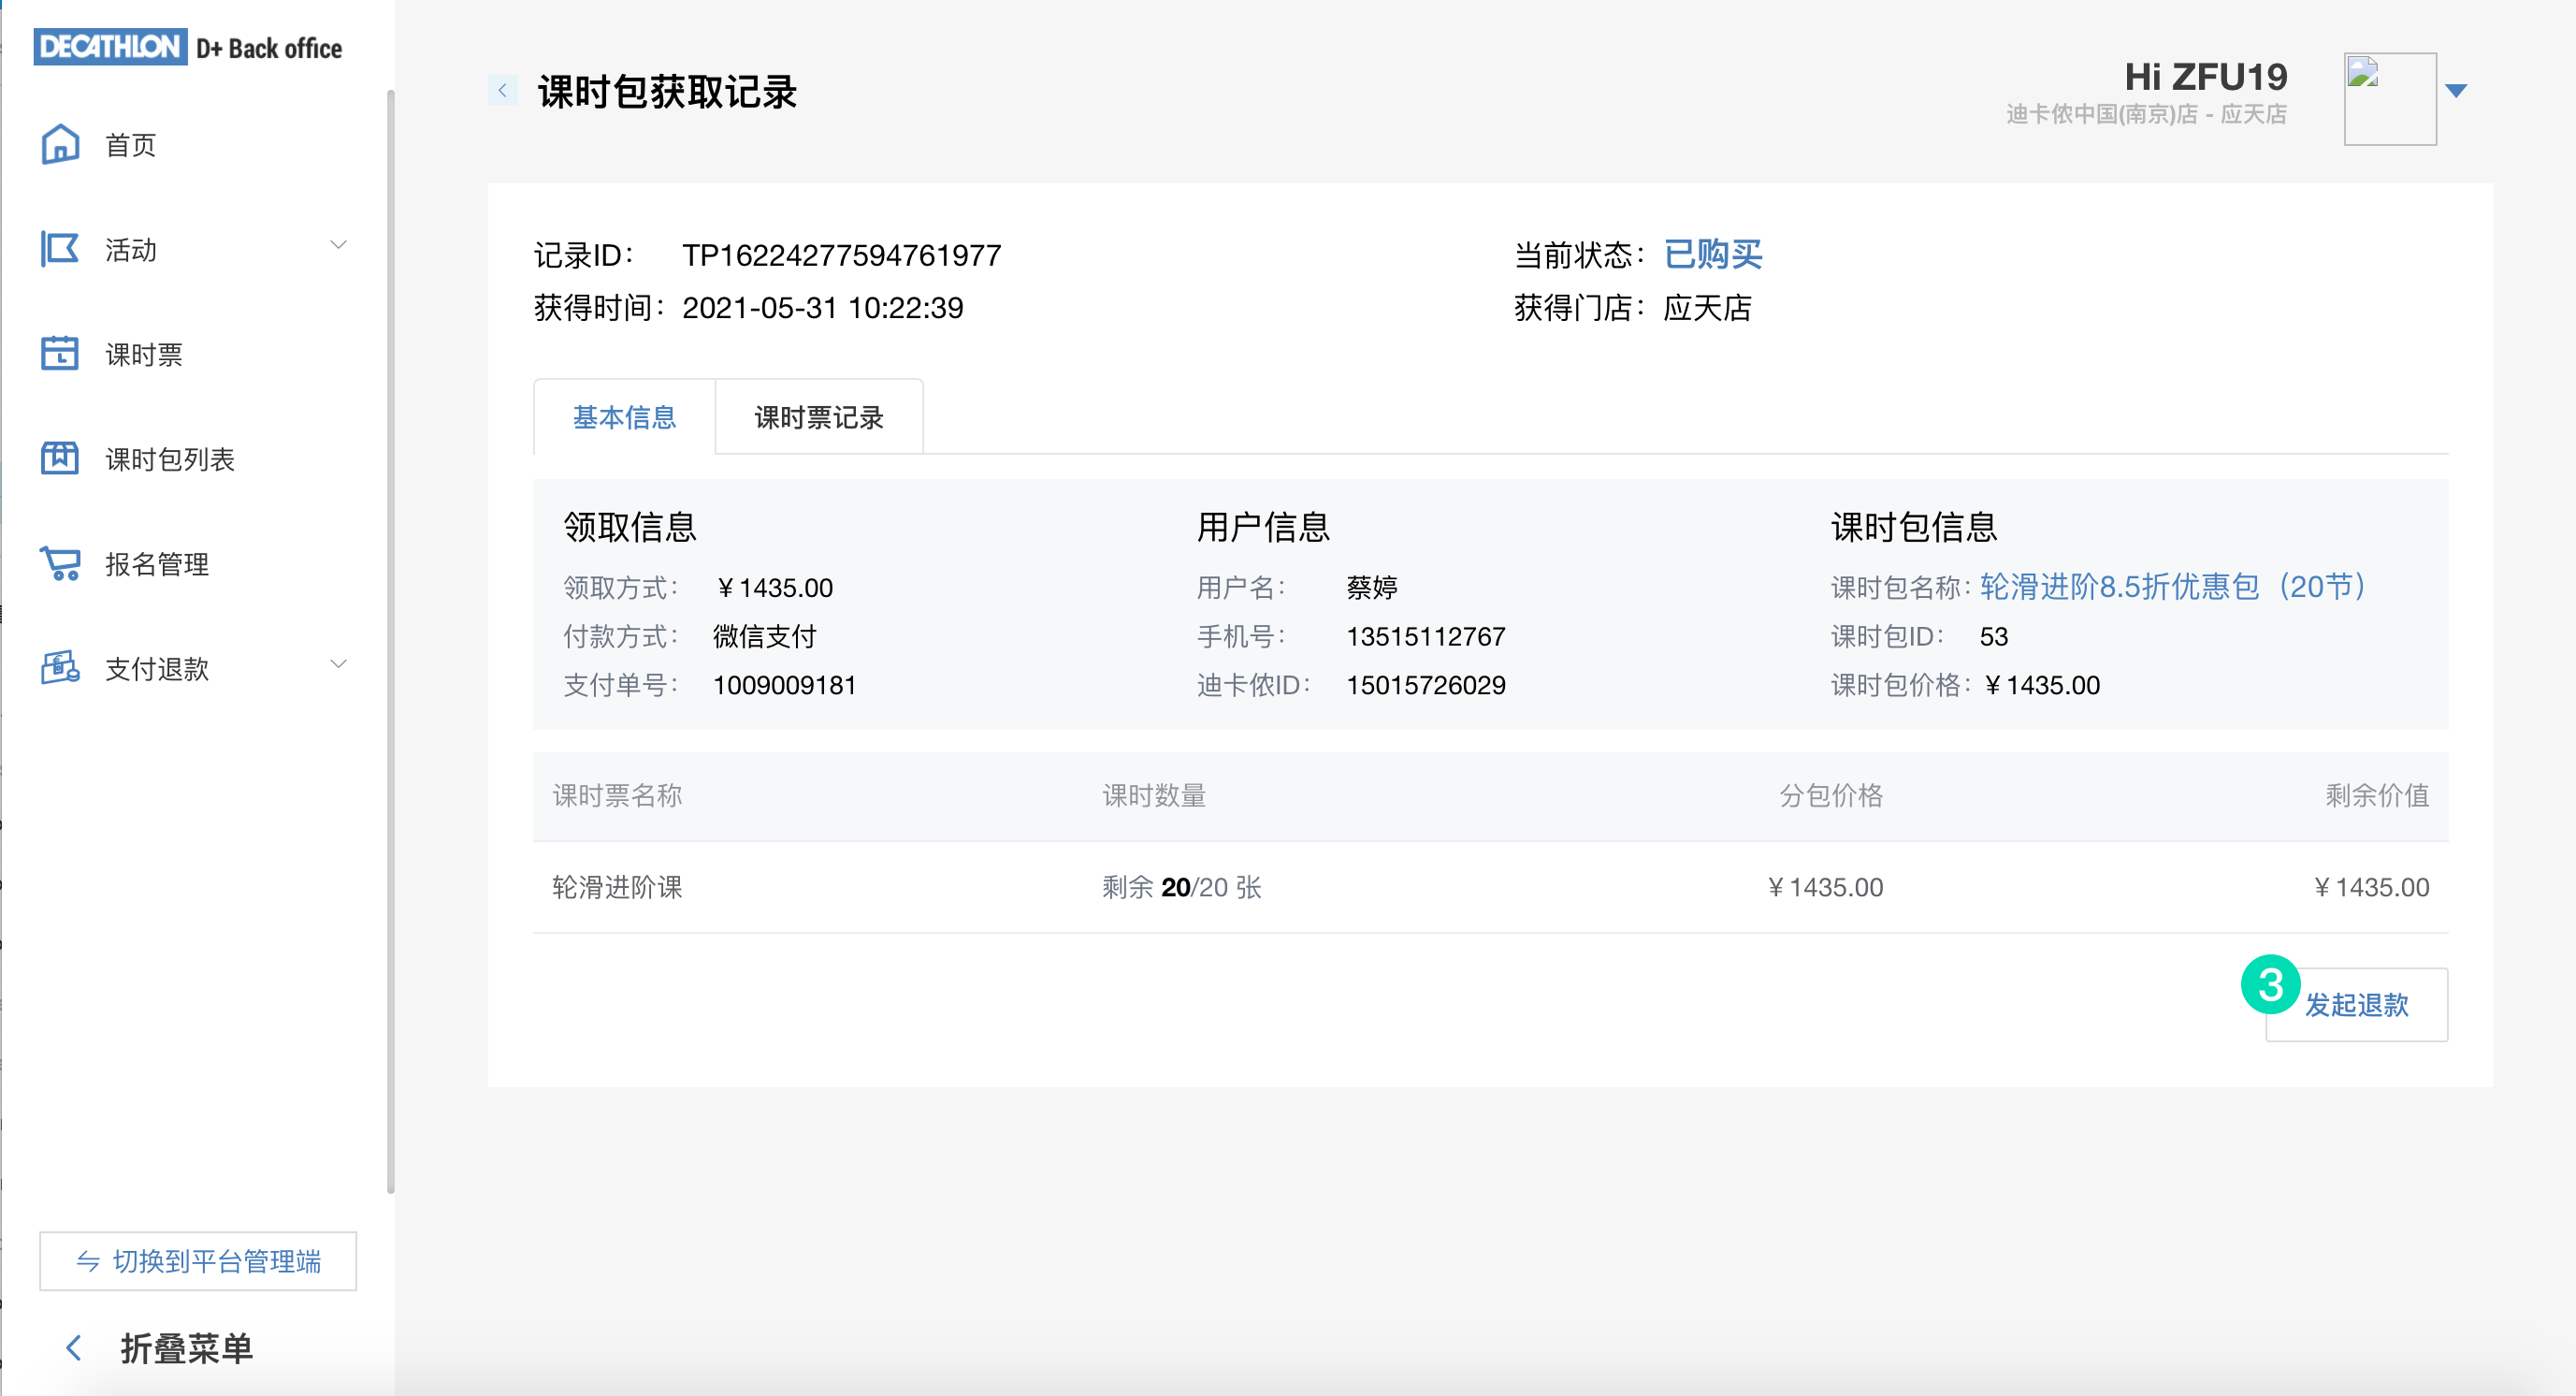 DECATHLON D+ Back office
首页
活动
课时票
课时包列表
报名管理
支付退款
切换到平台管理端
折叠菜单
课时包获取记录
Hi ZFU19
迪卡侬中国(南京)店 - 应天店
记录ID： TP16224277594761977
当前状态： 已购买
获得时间： 2021-05-31 10:22:39
获得门店： 应天店
基本信息 课时票记录
领取信息 用户信息 课时包信息
领取方式： ￥1435.00 用户名： 蔡婷 课时包名称： 轮滑进阶8.5折优惠包（20节）
付款方式： 微信支付 手机号： 13515112767 课时包ID： 53
支付单号： 1009009181 迪卡侬ID： 15015726029 课时包价格： ￥1435.00
课时票名称 课时数量 分包价格 剩余价值
轮滑进阶课 剩余 20/20 张 ￥1435.00 ￥1435.00
3 发起退款